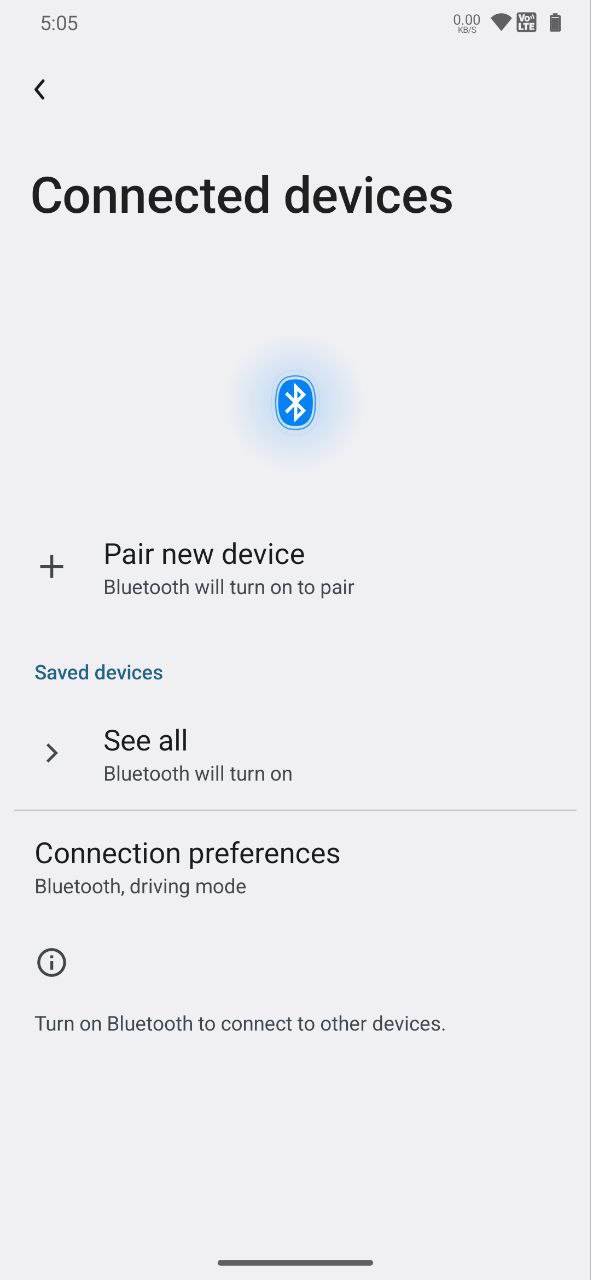 5:05
0.00
KB/S
Vo))
LTE
Connected devices
Pair new device
Bluetooth will turn on to pair
Saved devices
See all
Bluetooth will turn on
Connection preferences
Bluetooth, driving mode
Turn on Bluetooth to connect to other devices.